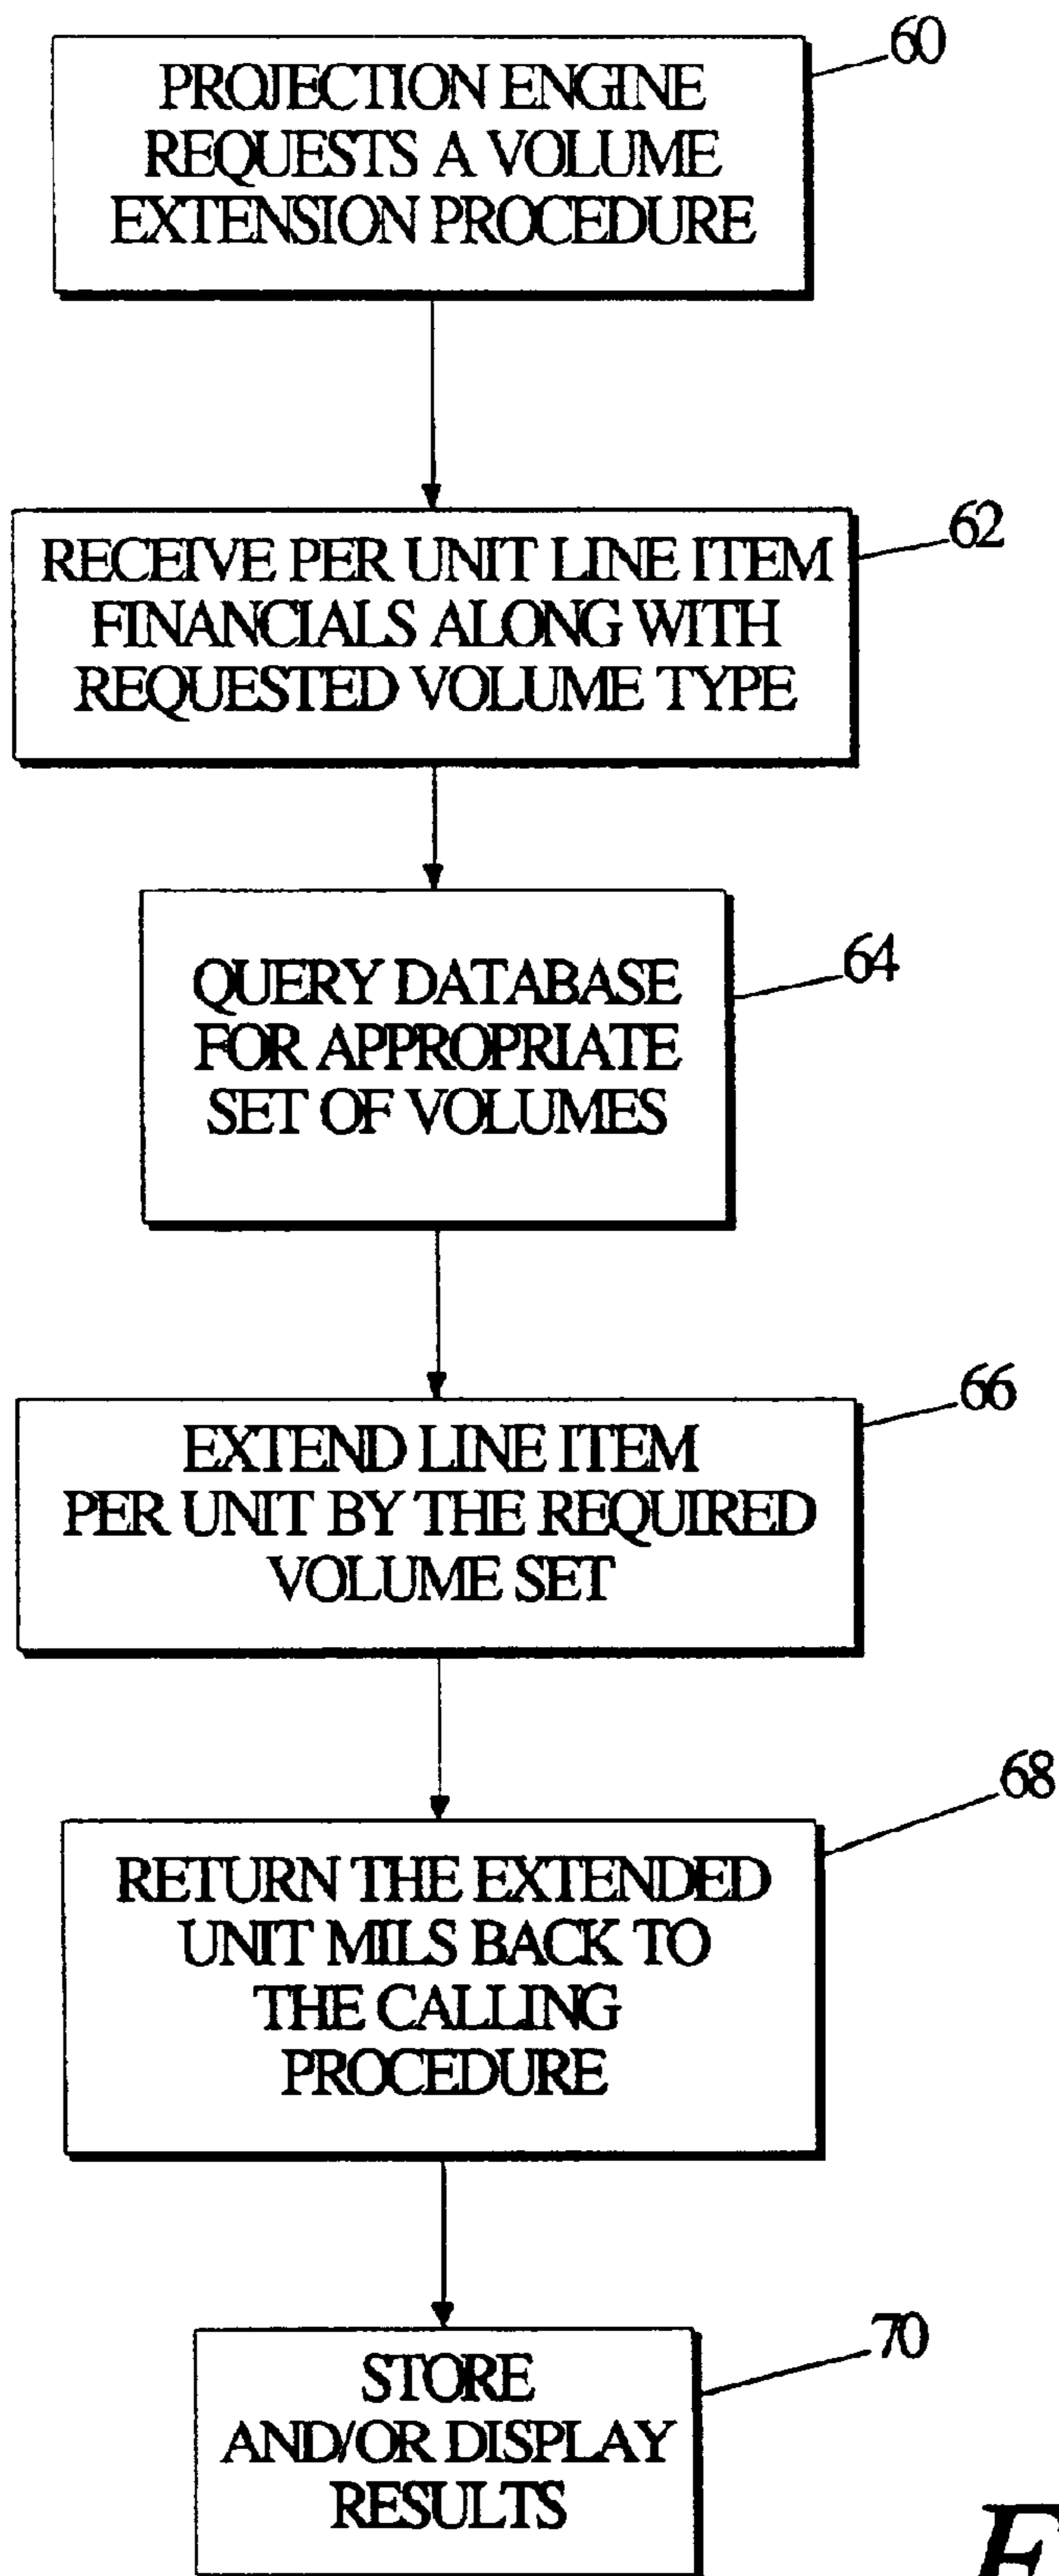 60
PROJECTION ENGINE
REQUESTS A VOLUME
EXTENSION PROCEDURE
62
RECEIVE PER UNIT LINE ITEM
FINANCIALS ALONG WITH
REQUESTED VOLUME TYPE
64
QUERY DATABASE
FOR APPROPRIATE
SET OF VOLUMES
66
EXTEND LINE ITEM
PER UNIT BY THE REQUIRED
VOLUME SET
68
RETURN THE EXTENDED
UNIT MILS BACK TO
THE CALLING
PROCEDURE
70
STORE
AND/OR DISPLAY
RESULTS